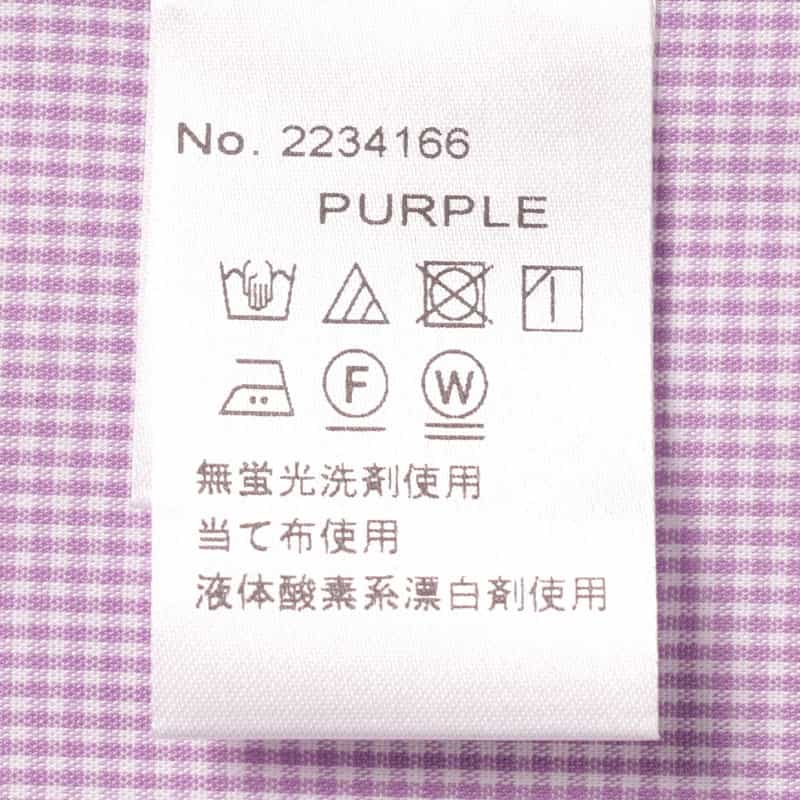 No. 2234166
PURPLE
F W
無蛍光洗剤使用
当て布使用
液体酸素系漂白剤使用